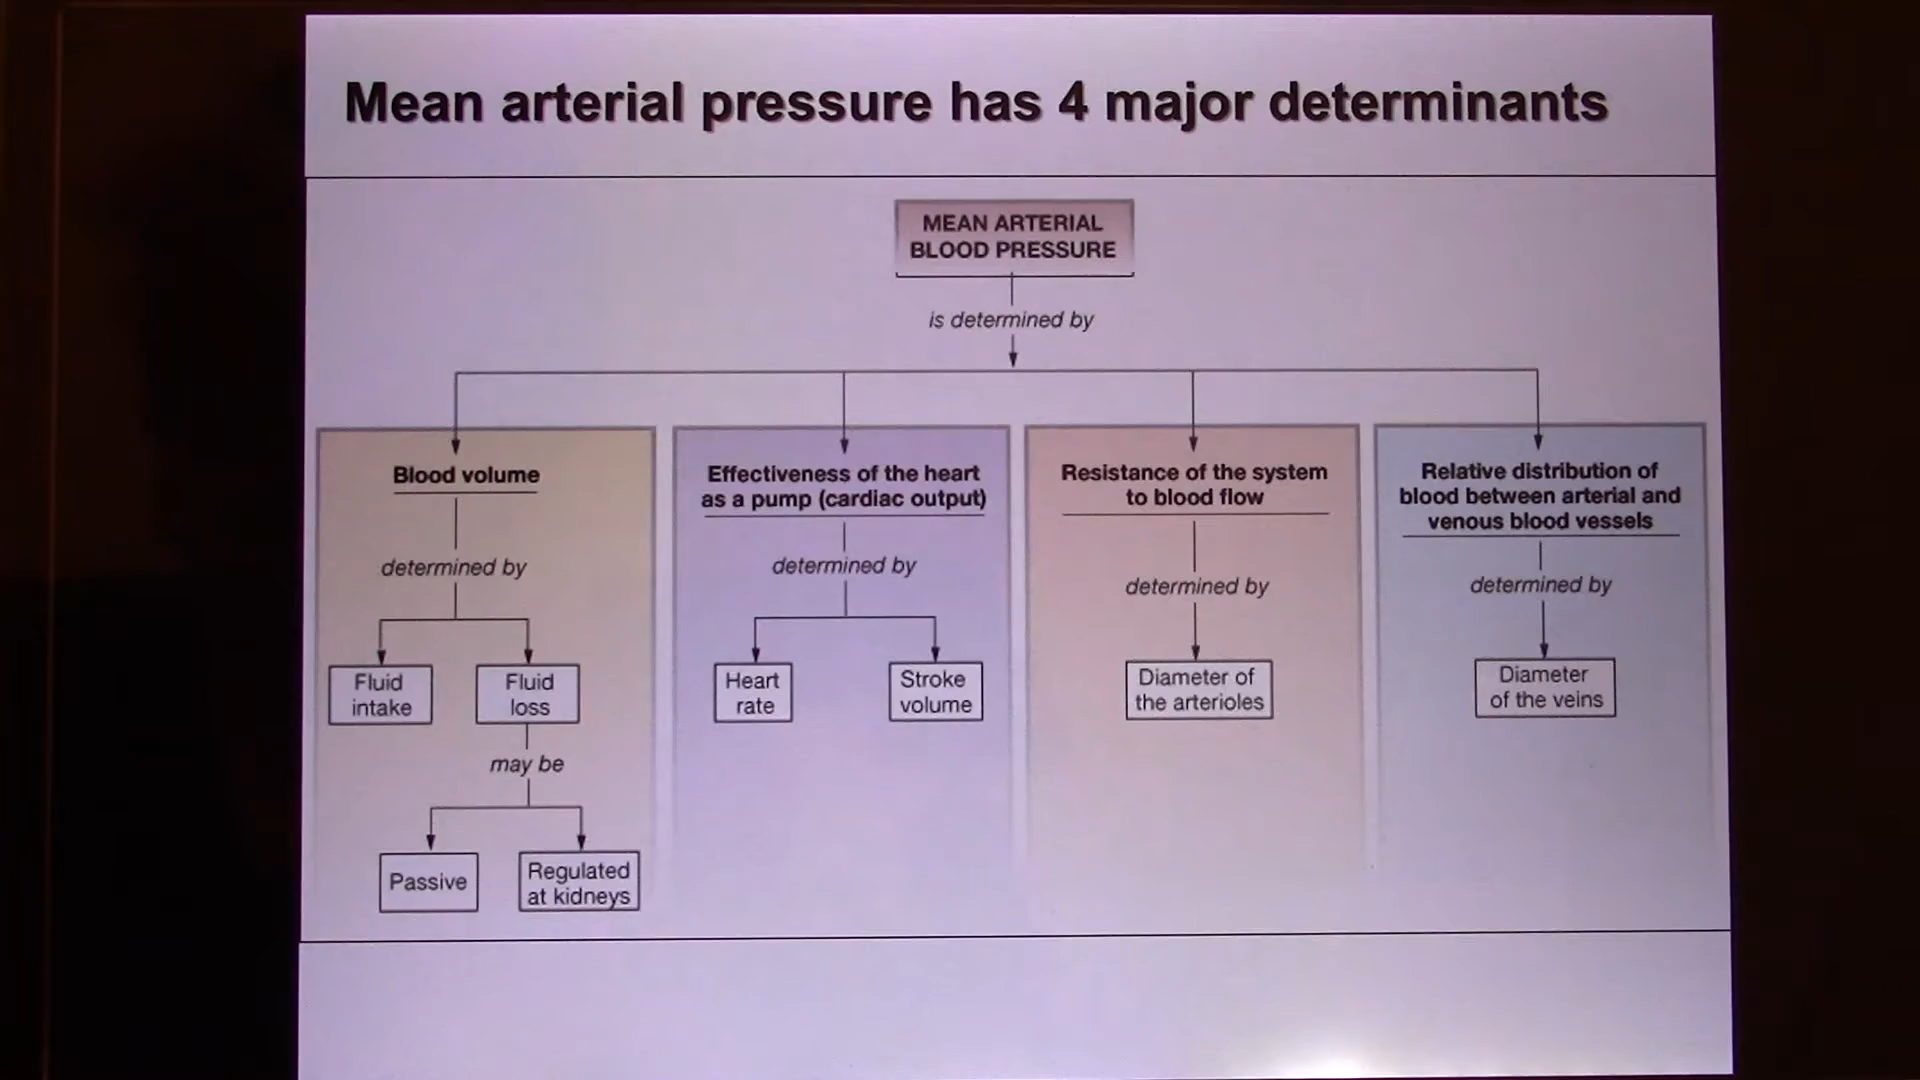 Mean arterial pressure has 4 major determinants
MEAN ARTERIAL
BLOOD PRESSURE
is determined by
Blood volume
determined by
Fluid
intake
Fluid
loss
may be
Passive
Regulated
at kidneys
Effectiveness of the heart
as a pump (cardiac output)
determined by
Heart
rate
Stroke
volume
Resistance of the system
to blood flow
determined by
Diameter of
the arterioles
Relative distribution of
blood between arterial and
venous blood vessels
determined by
Diameter
of the veins